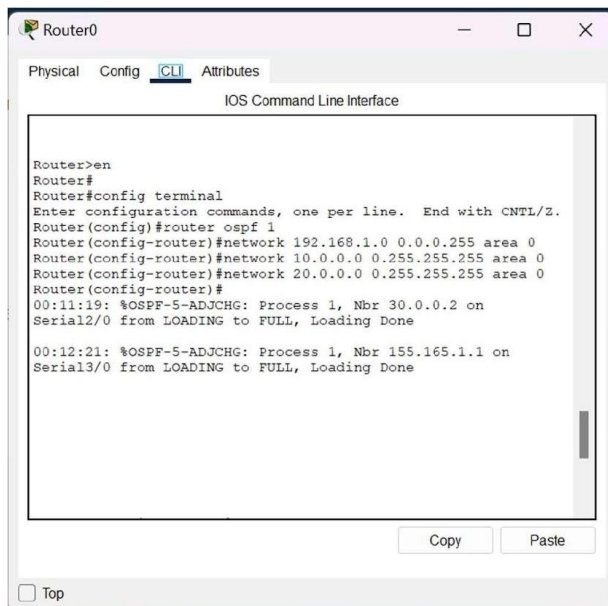 Router0
Physical Config CLI Attributes
IOS Command Line Interface
Router>en
Router#
Router#config terminal
Enter configuration commands, one per line. End with CNTL/Z.
Router(config)#router ospf 1
Router(config-router)#network 192.168.1.0 0.0.0.255 area 0
Router(config-router)#network 10.0.0.0 0.255.255.255 area 0
Router(config-router)#network 20.0.0.0 0.255.255.255 area 0
Router(config-router)#
00:11:19: %OSPF-5-ADJCHG: Process 1, Nbr 30.0.0.2 on
Serial2/0 from LOADING to FULL, Loading Done
00:12:21: %OSPF-5-ADJCHG: Process 1, Nbr 155.165.1.1 on
Serial3/0 from LOADING to FULL, Loading Done
Copy Paste
Top